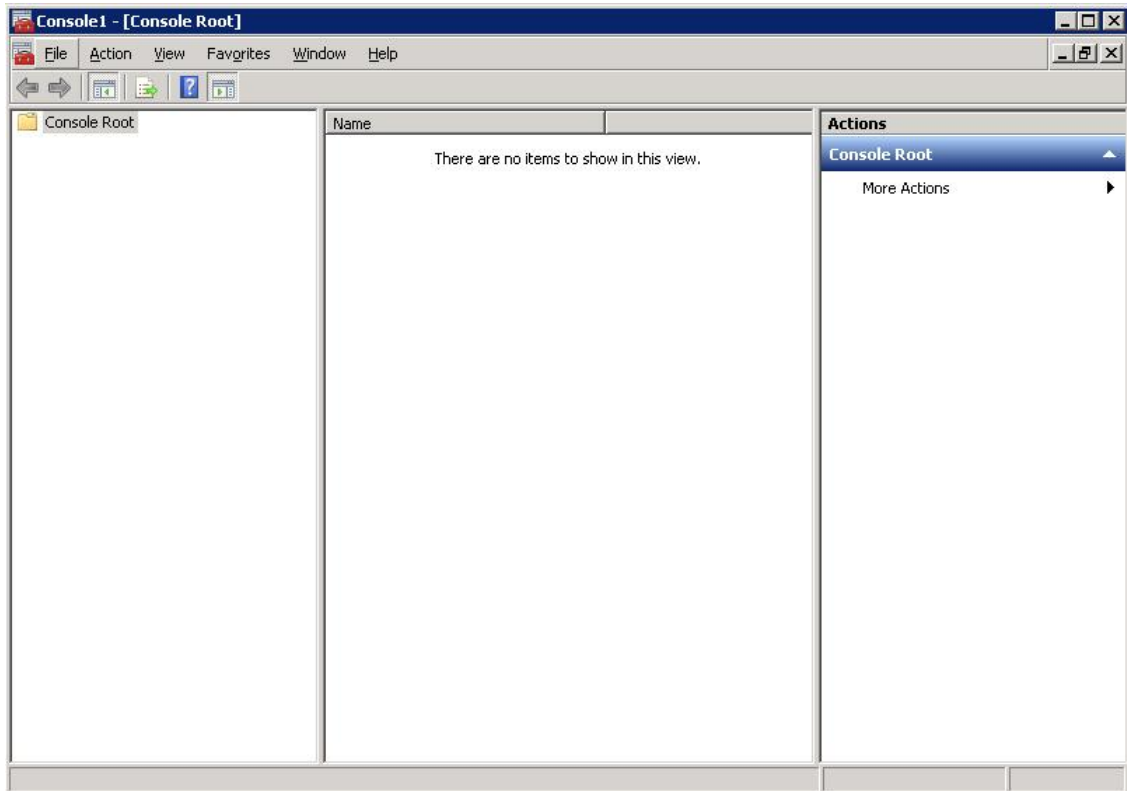 Console1 - [Console Root]
File Action View Favorites Window Help
Console Root
Name
There are no items to show in this view.
Actions
Console Root
More Actions